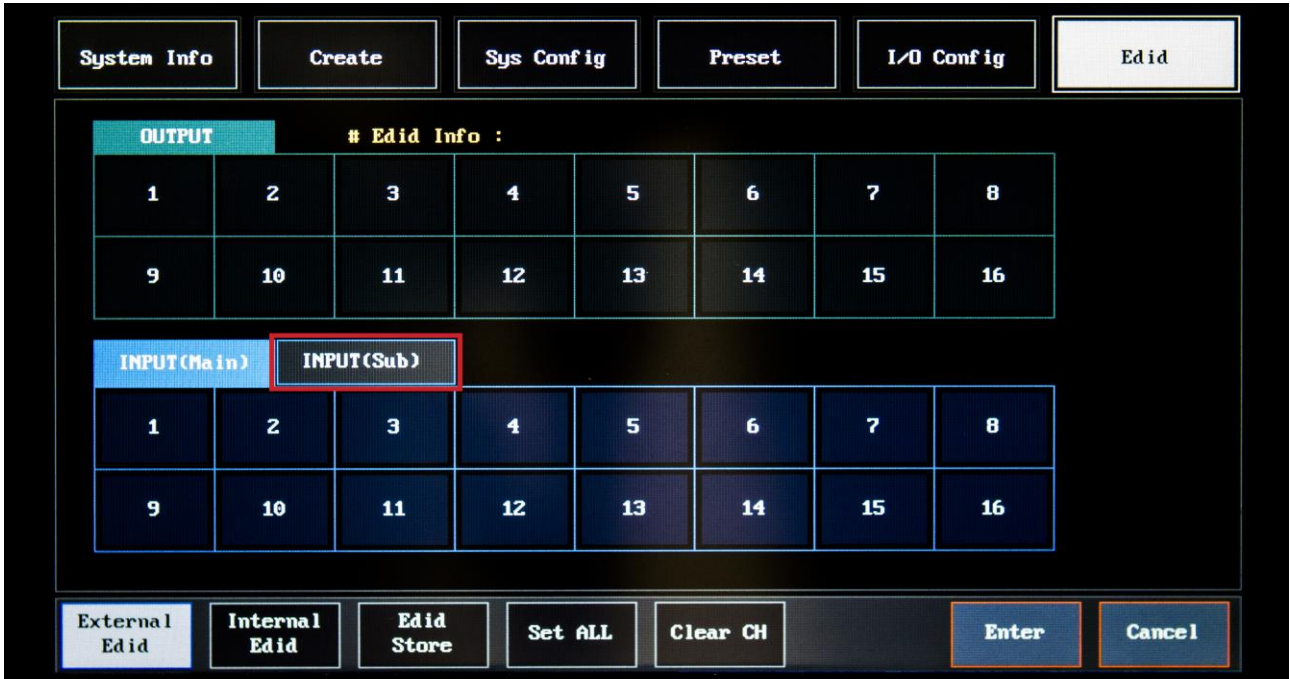 System Info Create Sys Config Preset I/O Config Edid
OUTPUT # Edid Info :
1 2 3 4 5 6 7 8
9 10 11 12 13 14 15 16
INPUT(Main) INPUT(Sub)
1 2 3 4 5 6 7 8
9 10 11 12 13 14 15 16
External Edid
Internal Edid
Edid Store
Set ALL
Clear CH
Enter
Cancel